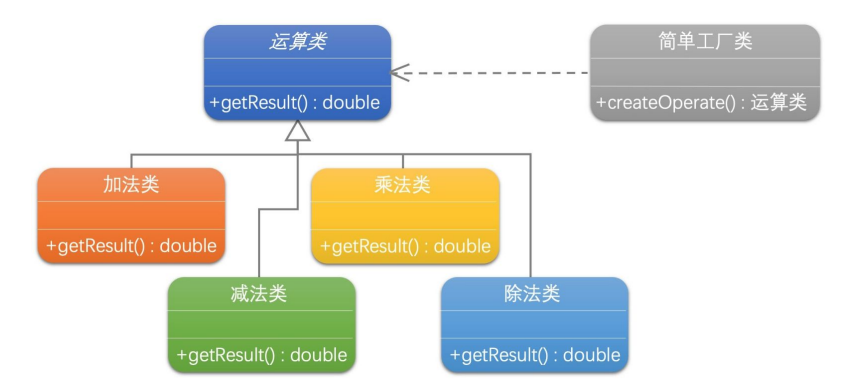 运算类
+getResult() : double
简单工厂类
+createOperate() : 运算类
加法类
+getResult() : double
乘法类
+getResult() : double
减法类
+getResult() : double
除法类
+getResult() : double